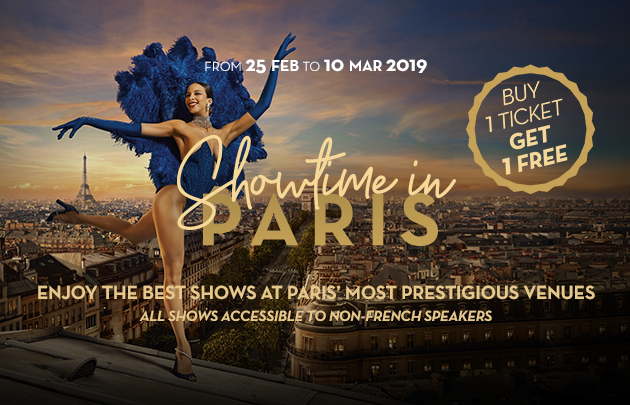 FROM 25 FEB TO 10 MAR 2019
BUY
1 TICKET
GET
1 FREE
Showtime in
PARIS
ENJOY THE BEST SHOWS AT PARIS' MOST PRESTIGIOUS VENUES
ALL SHOWS ACCESSIBLE TO NON-FRENCH SPEAKERS